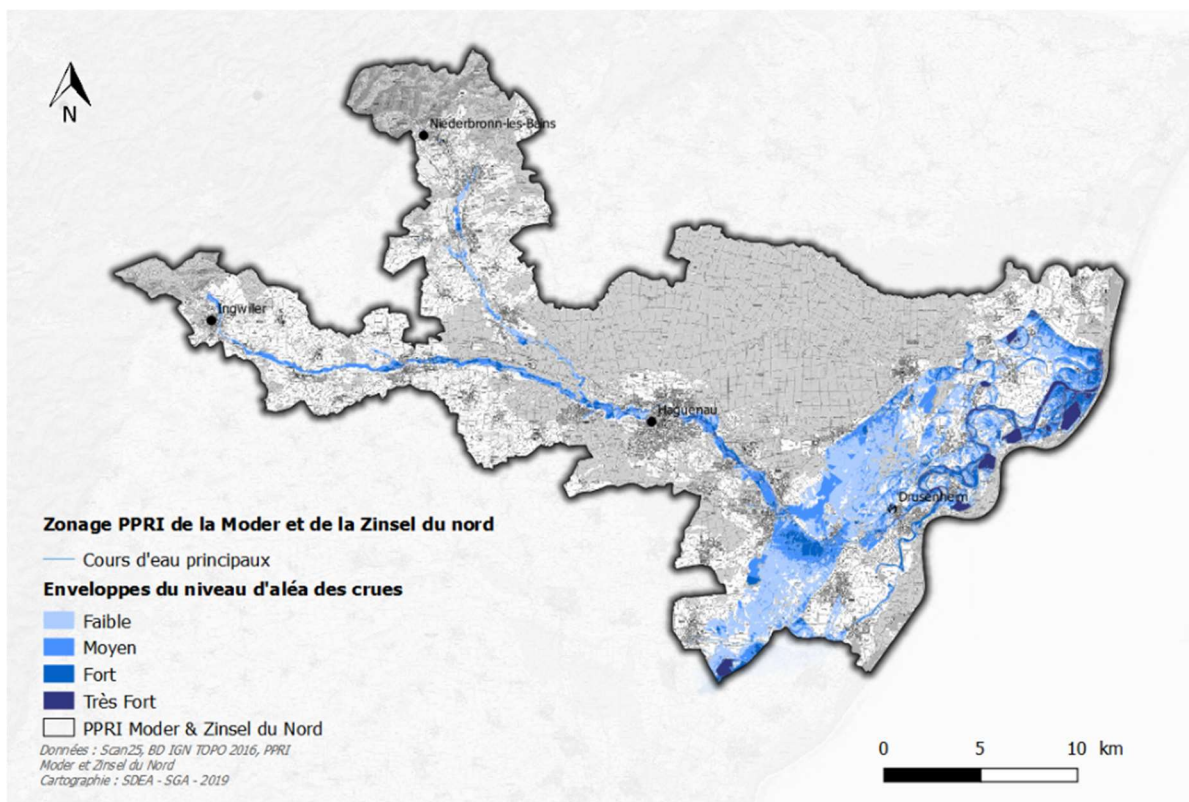 N
Niederbronn-les-Bains
Ingwiler
Haguenau
Drusenheim
Zonage PPRI de la Moder et de la Zinsel du nord
Cours d'eau principaux
Enveloppes du niveau d'aléa des crues
Faible
Moyen
Fort
Très Fort
PPRI Moder & Zinsel du Nord
Données : Scan25, BD IGN TOPO 2016, PPRI
Moder et Zinsel du Nord
Cartographie : SDEA - SGA - 2019
0 5 10 km